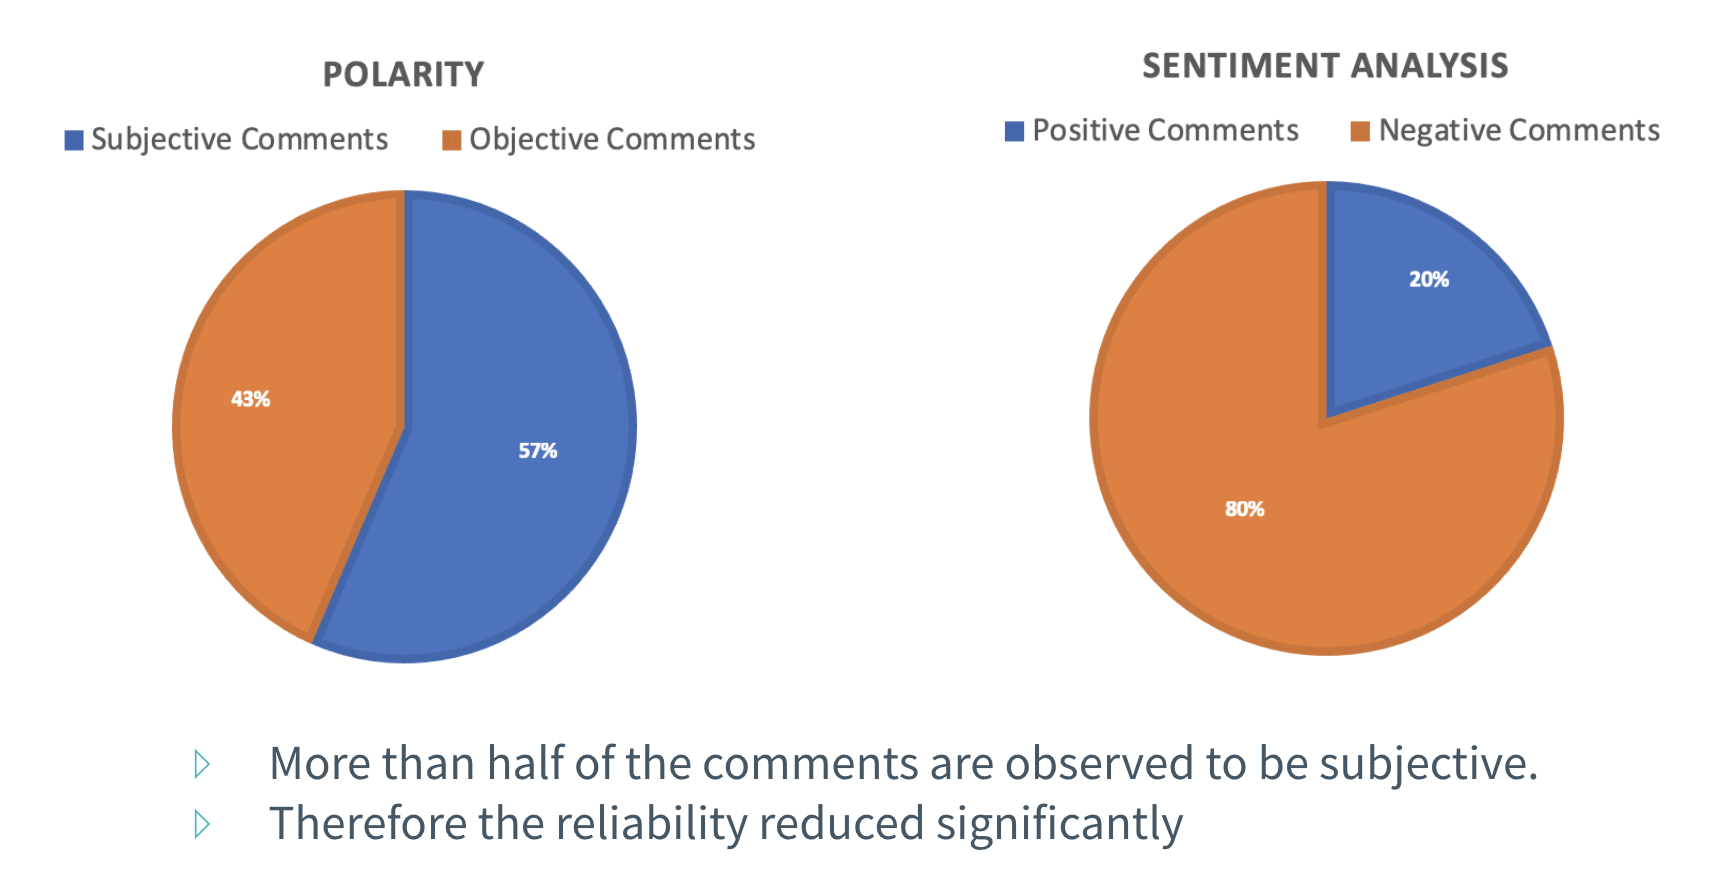 POLARITY
Subjective Comments
Objective Comments
43%
57%
SENTIMENT ANALYSIS
Positive Comments
Negative Comments
20%
80%
More than half of the comments are observed to be subjective.
Therefore the reliability reduced significantly